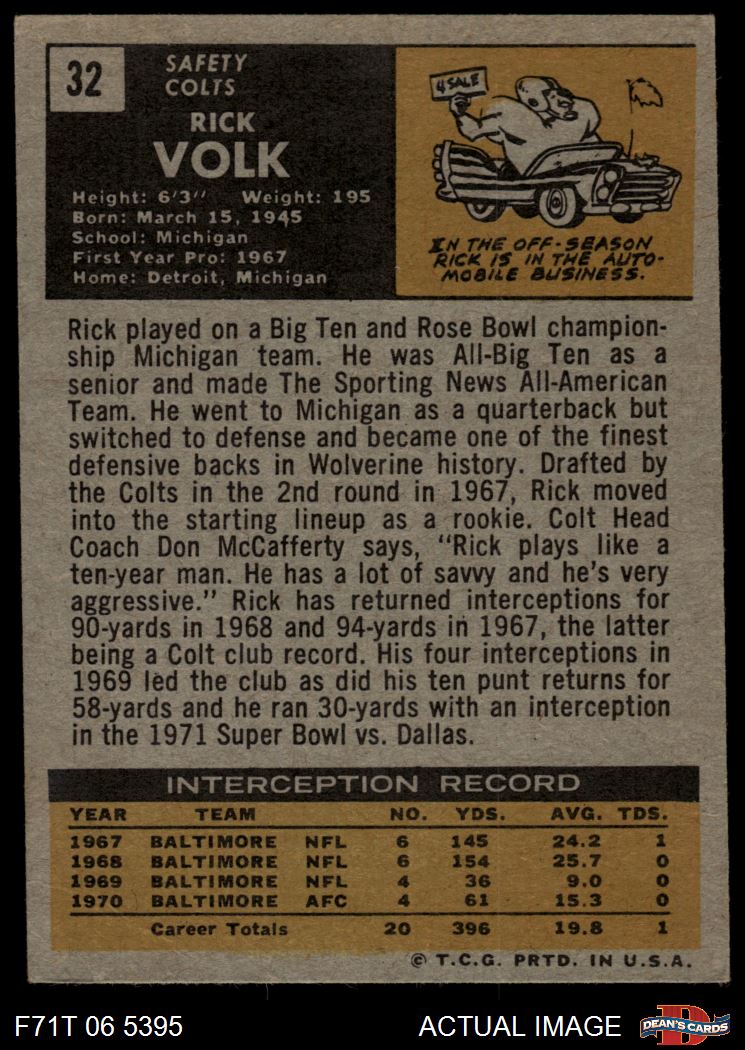 32
SAFETY
COLTS
RICK
VOLK
Height: 6'3" Weight: 195
Born: March 15, 1945
School: Michigan
First Year Pro: 1967
Home: Detroit, Michigan
4 SALE
IN THE OFF-SEASON
RICK IS IN THE AUTO-
MOBILE BUSINESS.
Rick played on a Big Ten and Rose Bowl champion-
ship Michigan team. He was All-Big Ten as a
senior and made The Sporting News All-American
Team. He went to Michigan as a quarterback but
switched to defense and became one of the finest
defensive backs in Wolverine history. Drafted by
the Colts in the 2nd round in 1967, Rick moved
into the starting lineup as a rookie. Colt Head
Coach Don McCafferty says, "Rick plays like a
ten-year man. He has a lot of savvy and he's very
aggressive." Rick has returned interceptions for
90-yards in 1968 and 94-yards in 1967, the latter
being a Colt club record. His four interceptions in
1969 led the club as did his ten punt returns for
58-yards and he ran 30-yards with an interception
in the 1971 Super Bowl vs. Dallas.
INTERCEPTION RECORD
YEAR TEAM NO. YDS. AVG. TDS.
1967 BALTIMORE NFL 6 145 24.2 1
1968 BALTIMORE NFL 6 154 25.7 0
1969 BALTIMORE NFL 4 36 9.0 0
1970 BALTIMORE AFC 4 61 15.3 0
Career Totals 20 396 19.8 1
© T.C.G. PRTD. IN U.S.A.
F71T 06 5395 ACTUAL IMAGE DEAN'S CARDS